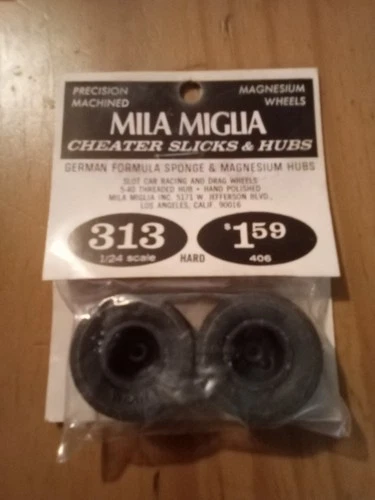 PRECISION
MACHINED
MAGNESIUM
WHEELS
MILA MIGLIA
CHEATER SLICKS & HUBS
GERMAN FORMULA SPONGE & MAGNESIUM HUBS
SLOT CAR RACING AND DRAG WHEELS
5-40 THREADED HUB • HAND POLISHED
MILA MIGLIA INC. 5171 W. JEFFERSON BLVD.,
LOS ANGELES, CALIF. 90016
313
1/24 scale
HARD
$1.59
406